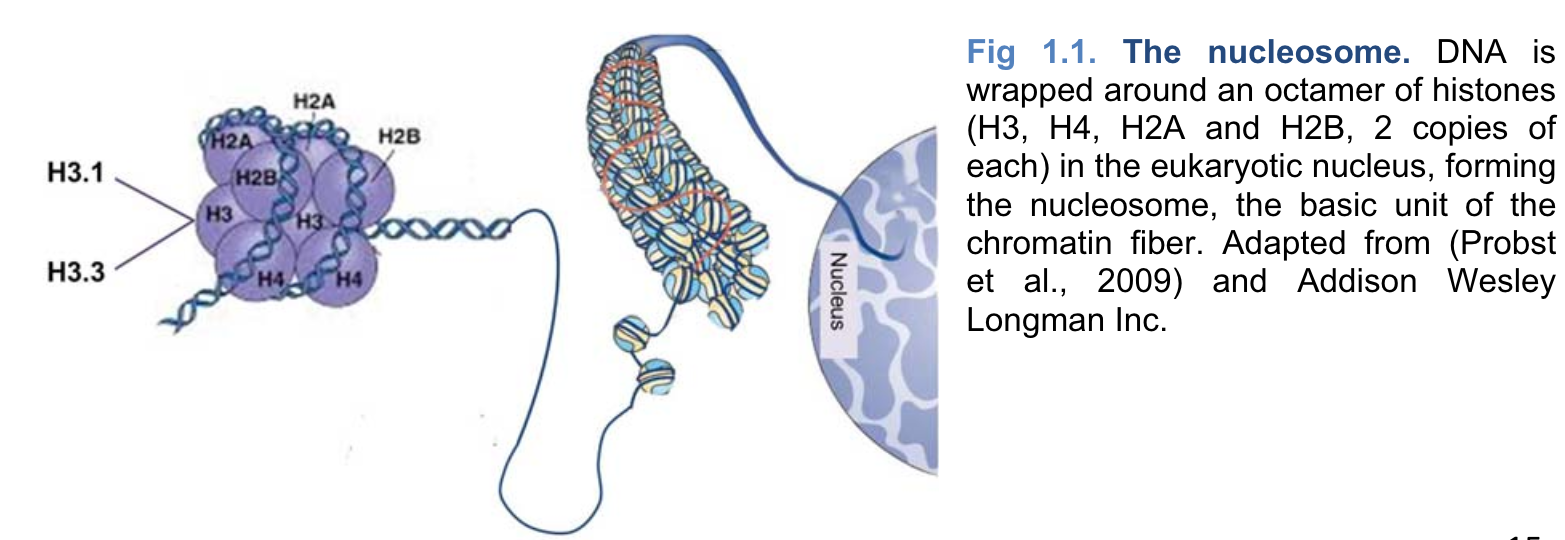 H2A
H2A
H2B
H2B
H3.1
H3
H3
H3.3
H4
H4
Nucleus
Fig 1.1. The nucleosome. DNA is
wrapped around an octamer of histones
(H3, H4, H2A and H2B, 2 copies of
each) in the eukaryotic nucleus, forming
the nucleosome, the basic unit of the
chromatin fiber. Adapted from (Probst
et al., 2009) and Addison Wesley
Longman Inc.